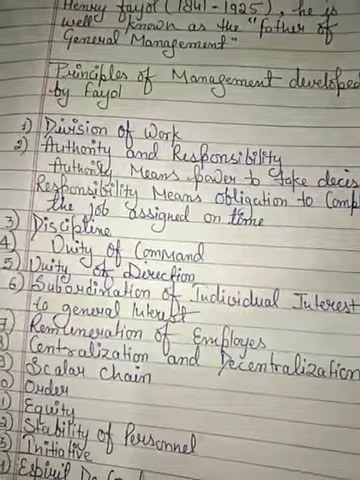 Henry fayol (1841-1925), he is
well known as the "father of
General Management"
Principles of Management developed
by Fayol
1) Division of Work
2) Authority and Responsibility
Authority Means power to take decis
Responsibility Means obligation to Comp
the job assigned on time
3) Discipline
4 Unity of Command
5) Unity of Direction
6) Subordination of Individual Interest
to general Interest
7) Remuneration of Employes
Centralization and Decentralization
Scalar Chain
Order
Equity
Stability of Personnel
Initiative